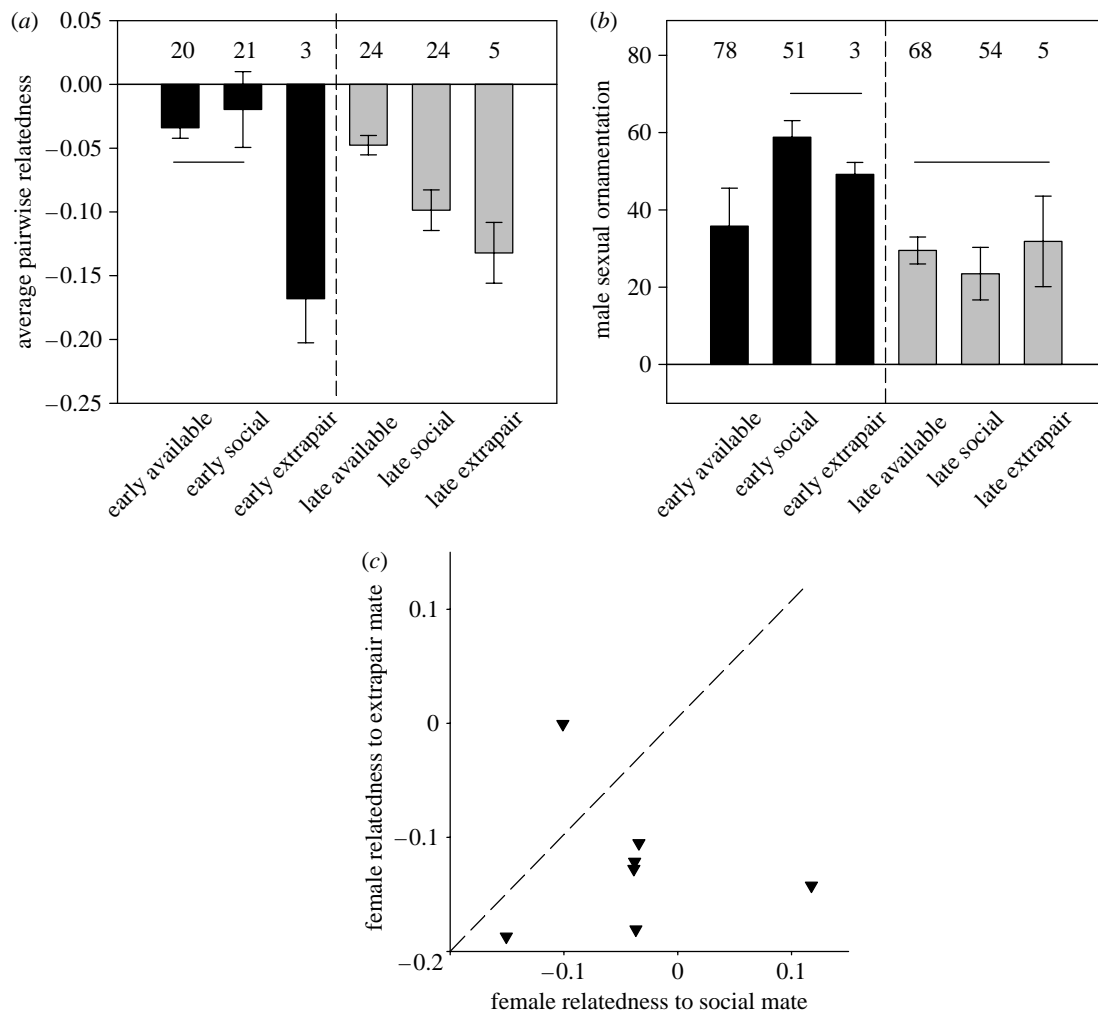 (a)
20 21 3 24 24 5
0.00
−0.05
−0.10
−0.15
−0.20
−0.25
average pairwise relatedness
early available
early social
early extrapair
late available
late social
late extrapair
(b)
78 51 3 68 54 5
80
60
40
20
0
male sexual ornamentation
early available
early social
early extrapair
late available
late social
late extrapair
(c)
0.1
0
−0.1
−0.2
female relatedness to extrapair mate
−0.1 0 0.1
female relatedness to social mate